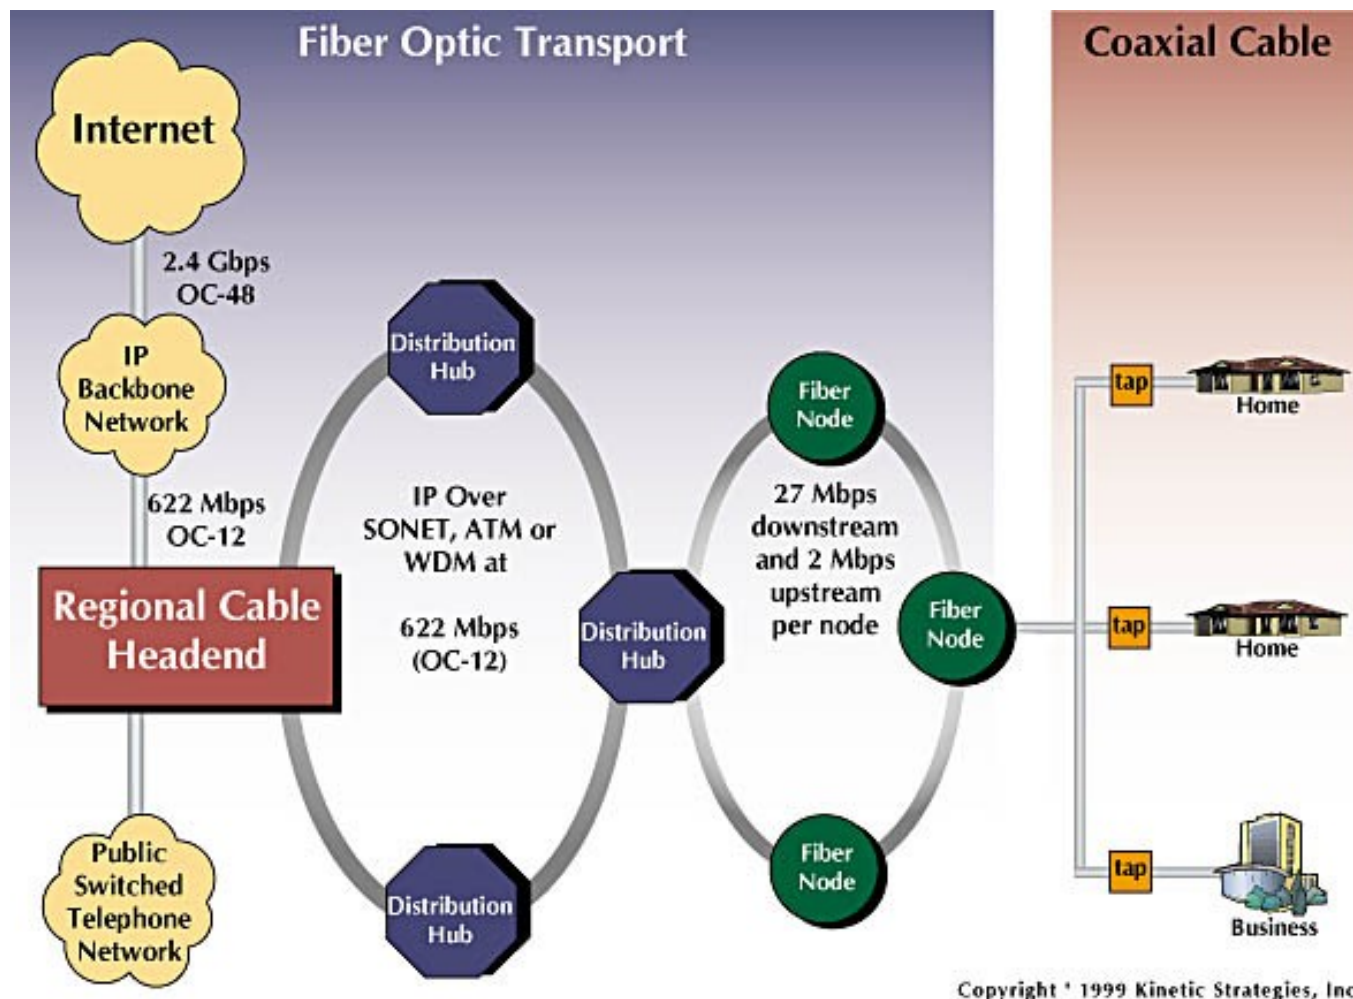 Fiber Optic Transport
Coaxial Cable
Internet
2.4 Gbps
OC-48
IP
Backbone
Network
622 Mbps
OC-12
Regional Cable
Headend
Public
Switched
Telephone
Network
Distribution
Hub
IP Over
SONET, ATM or
WDM at
622 Mbps
(OC-12)
Distribution
Hub
Distribution
Hub
Fiber
Node
27 Mbps
downstream
and 2 Mbps
upstream
per node
Fiber
Node
Fiber
Node
tap
Home
tap
Home
tap
Business
Copyright ' 1999 Kinetic Strategies, Inc